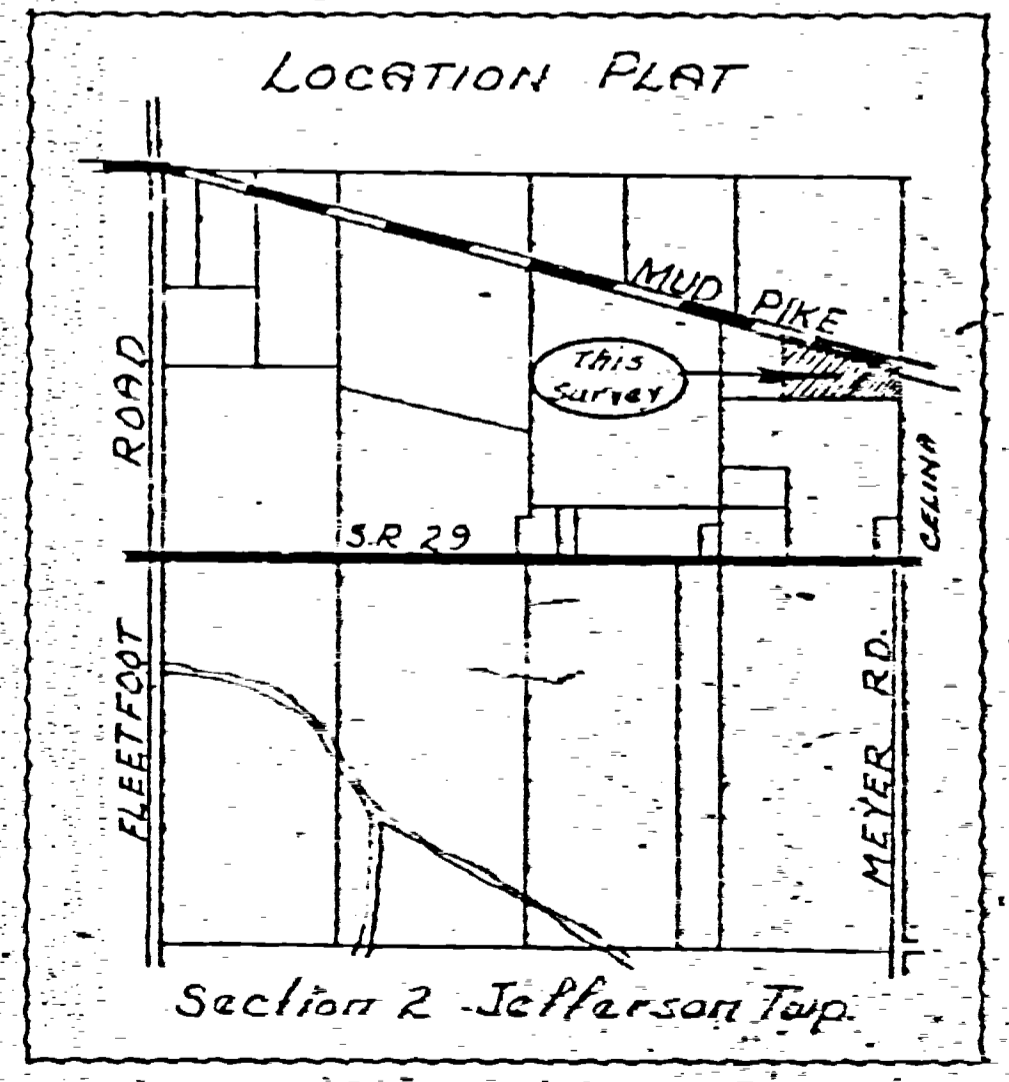 LOCATION PLAT
MUD PIKE
This
Survey
ROAD
CELINA
S.R 29
FLEETFOOT
MEYER RD.
Section 2 - Jefferson Twp.